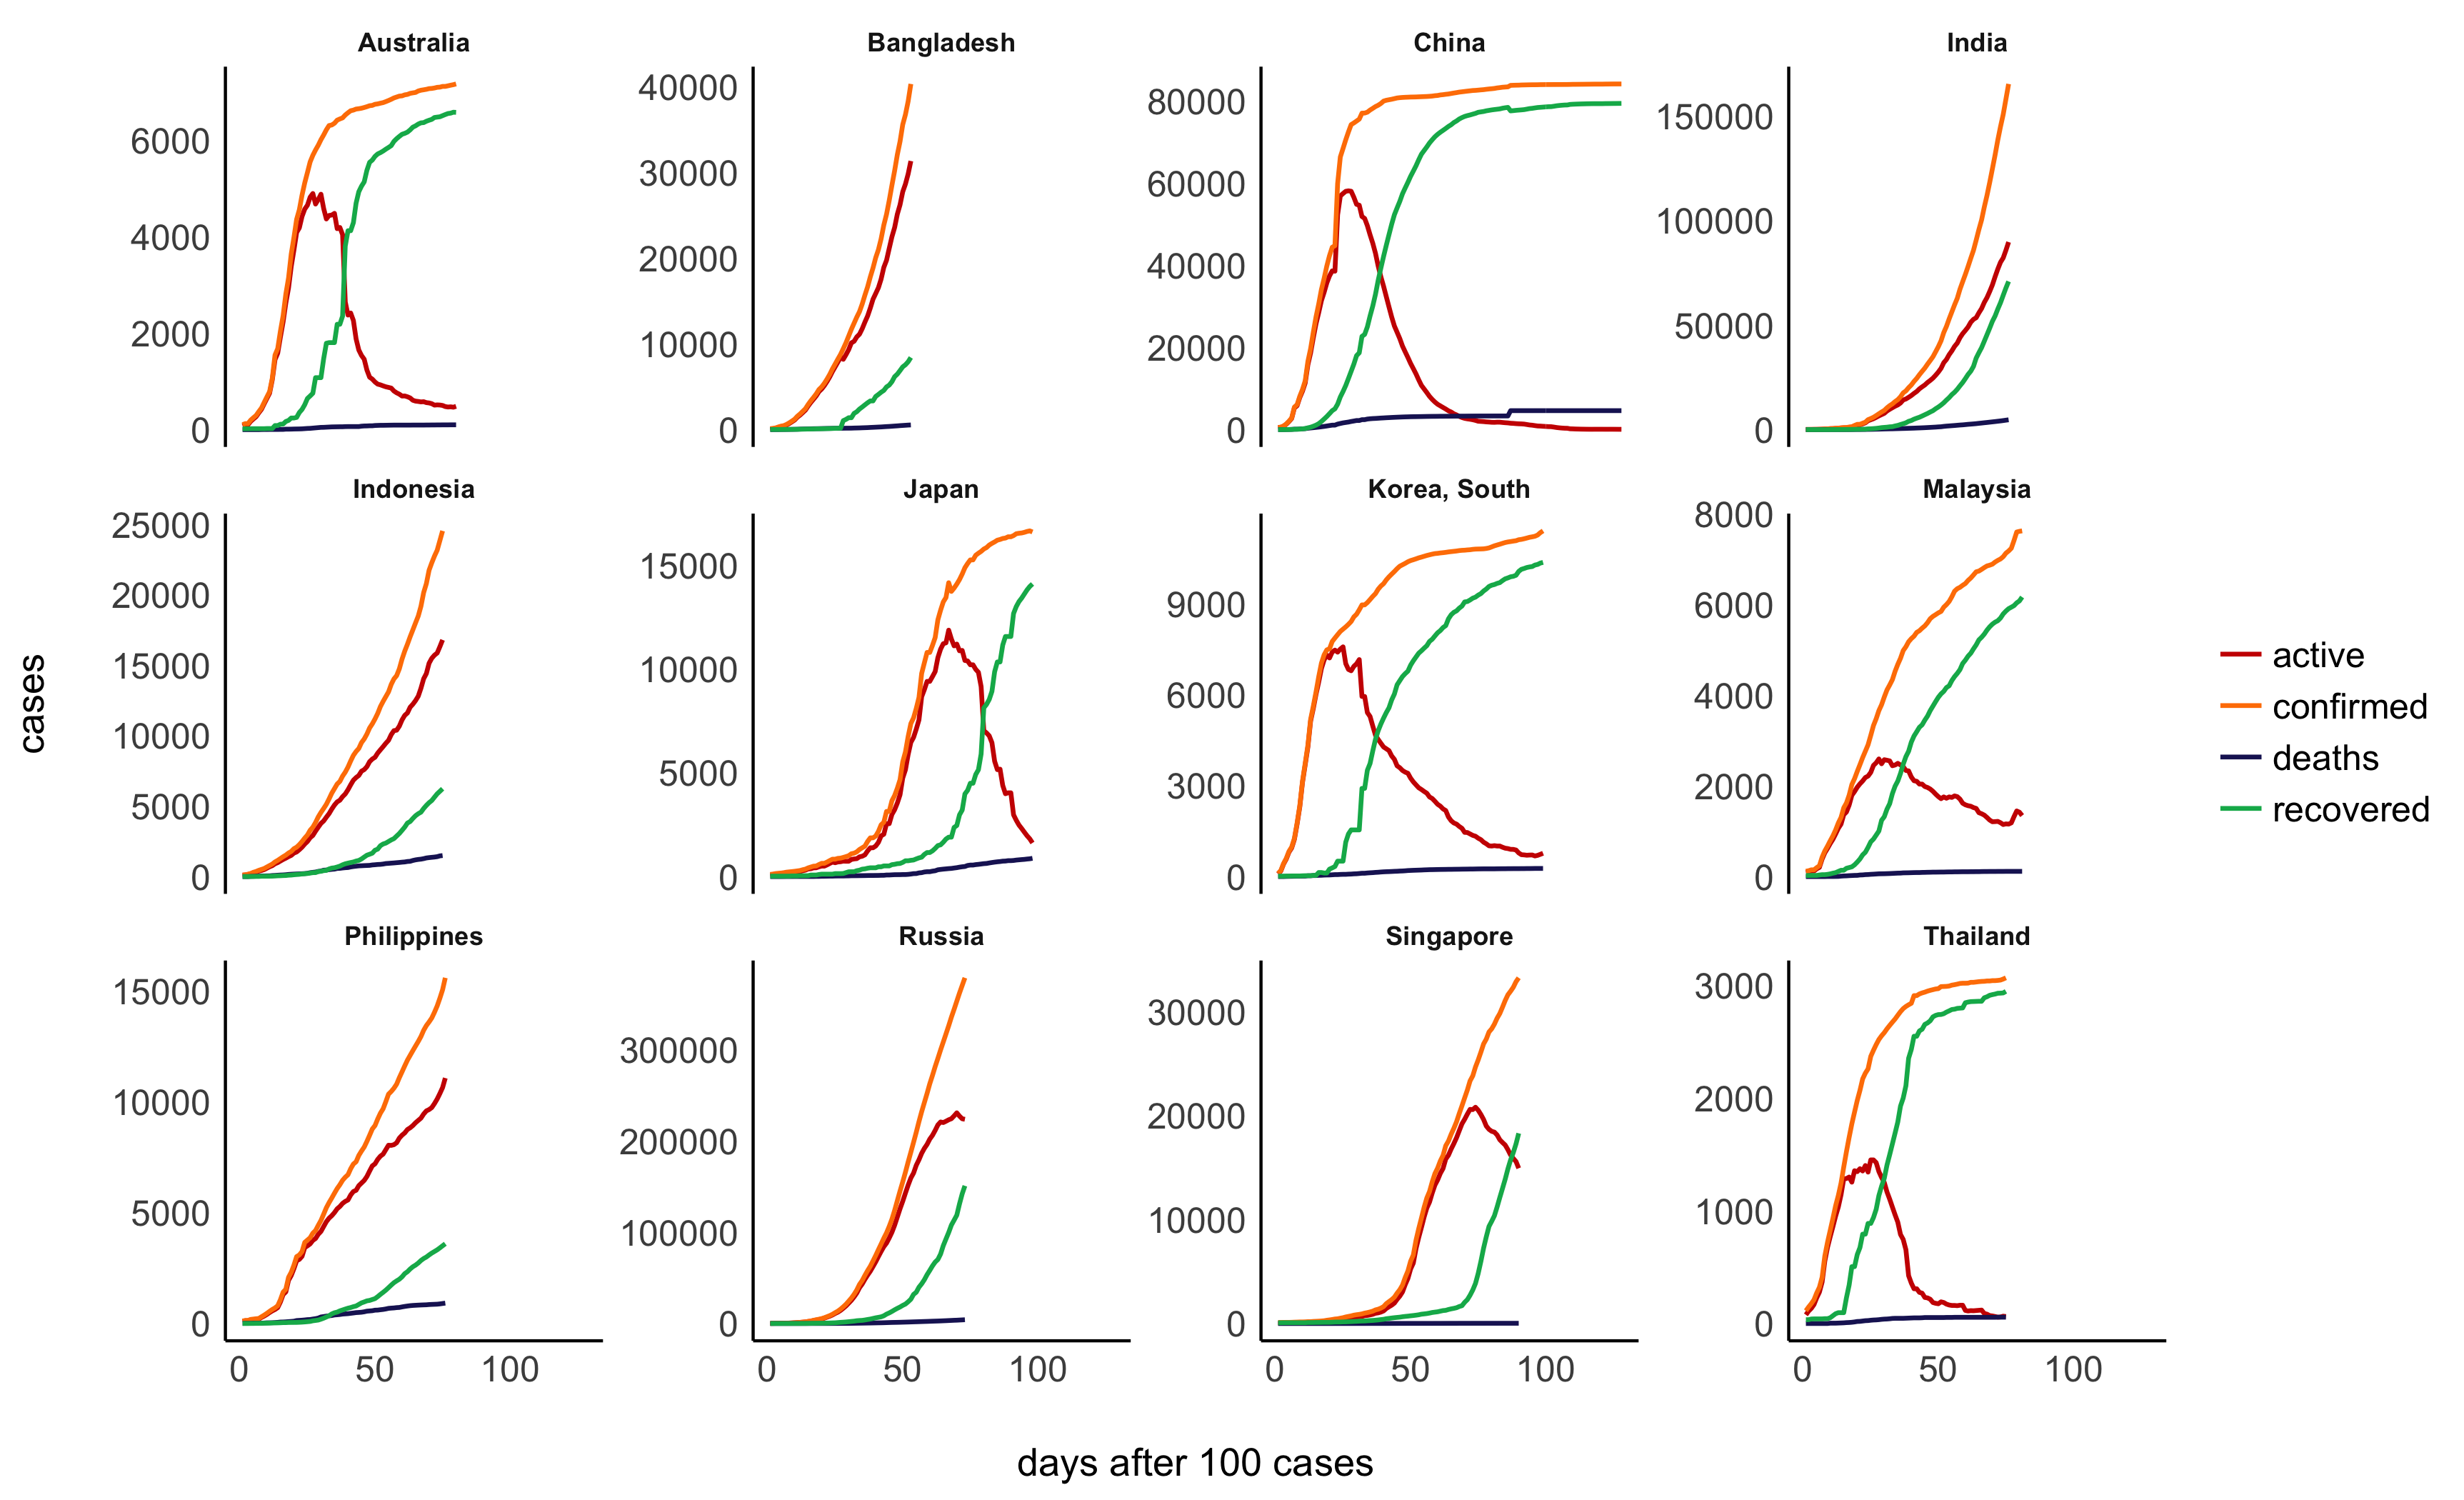 Australia
Bangladesh
China
India
6000
4000
2000
0
40000
30000
20000
10000
0
80000
60000
40000
20000
0
150000
100000
50000
0
Indonesia
Japan
Korea, South
Malaysia
25000
20000
15000
10000
5000
0
15000
10000
5000
0
9000
6000
3000
0
8000
6000
4000
2000
0
Philippines
Russia
Singapore
Thailand
15000
10000
5000
0
300000
200000
100000
0
30000
20000
10000
0
3000
2000
1000
0
0 50 100
0 50 100
0 50 100
0 50 100
cases
days after 100 cases
active
confirmed
deaths
recovered